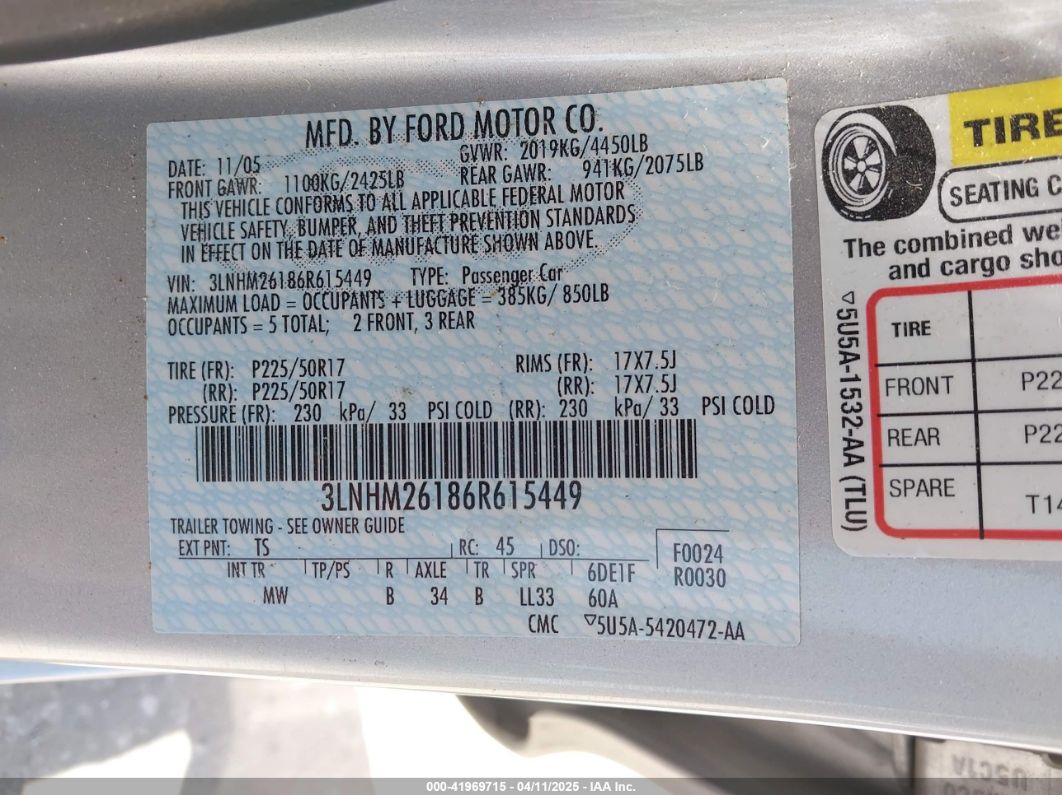 MFD. BY FORD MOTOR CO.
DATE: 11/05 GVWR: 2019KG/4450LB
FRONT GAWR: 1100KG/2425LB REAR GAWR: 941KG/2075LB
THIS VEHICLE CONFORMS TO ALL APPLICABLE FEDERAL MOTOR
VEHICLE SAFETY, BUMPER, AND THEFT PREVENTION STANDARDS
IN EFFECT ON THE DATE OF MANUFACTURE SHOWN ABOVE.
VIN: 3LNHM26186R615449 TYPE: Passenger Car
MAXIMUM LOAD = OCCUPANTS + LUGGAGE = 385KG/ 850LB
OCCUPANTS = 5 TOTAL; 2 FRONT, 3 REAR
TIRE (FR): P225/50R17 RIMS (FR): 17X7.5J
(RR): P225/50R17 (RR): 17X7.5J
PRESSURE (FR): 230 kPa/ 33 PSI COLD (RR): 230 kPa/ 33 PSI COLD
3LNHM26186R615449
TRAILER TOWING - SEE OWNER GUIDE
EXT PNT: TS RC: 45 DSO: F0024
INT TR TP/PS R AXLE TR SPR 6DE1F R0030
MW B 34 B LL33 60A
CMC ▽5U5A-5420472-AA
TIRE
SEATING C
The combined we
and cargo sho
▽5U5A-1532-AA (TLU)
TIRE
FRONT P22
REAR P22
SPARE T14
U5C1A
000-41969715 - 04/11/2025 - IAA Inc.